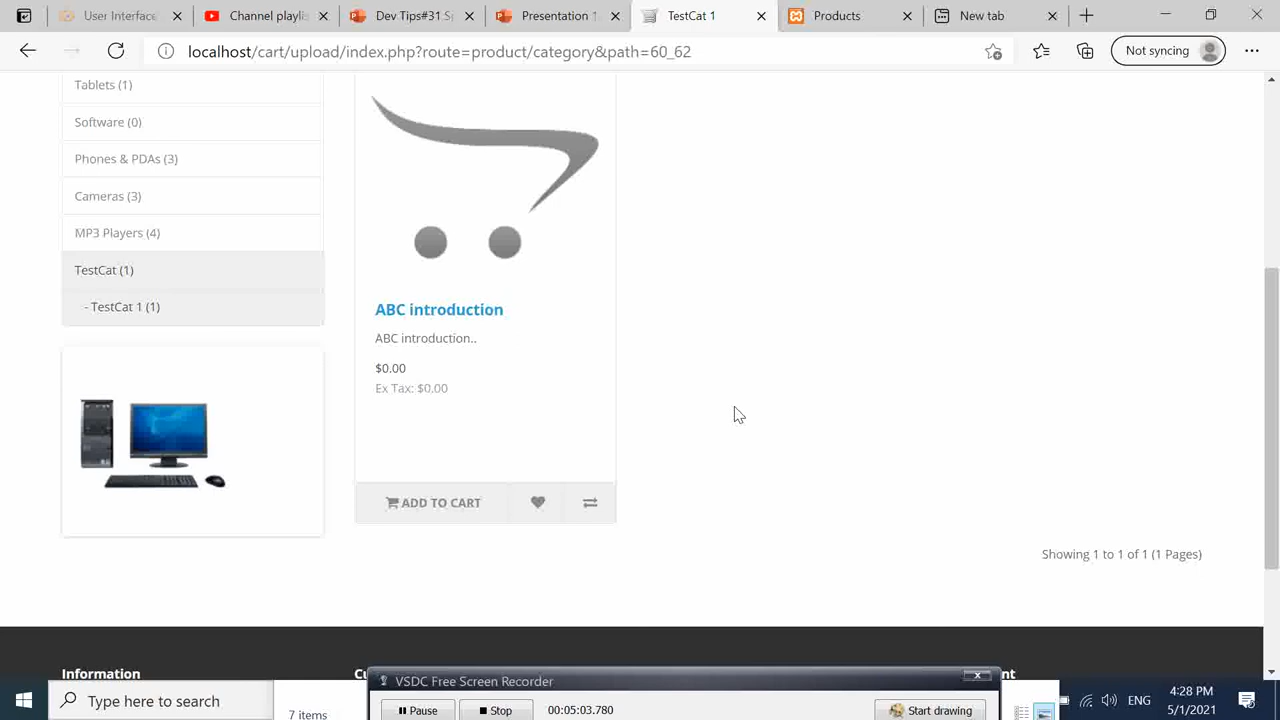 User Interface
Channel playlis
Dev Tips#31 S
Presentation 1
TestCat 1
Products
New tab
localhost/cart/upload/index.php?route=product/category&path=60_62
Not syncing
Tablets (1)
Software (0)
Phones & PDAs (3)
Cameras (3)
MP3 Players (4)
TestCat (1)
- TestCat 1 (1)
ABC introduction
ABC introduction..
$0.00
Ex Tax: $0.00
ADD TO CART
Showing 1 to 1 of 1 (1 Pages)
Information
Cu
nt
VSDC Free Screen Recorder
x
Pause
Stop
00:05:03.780
Start drawing
Type here to search
7 items
ENG
4:28 PM
5/1/2021